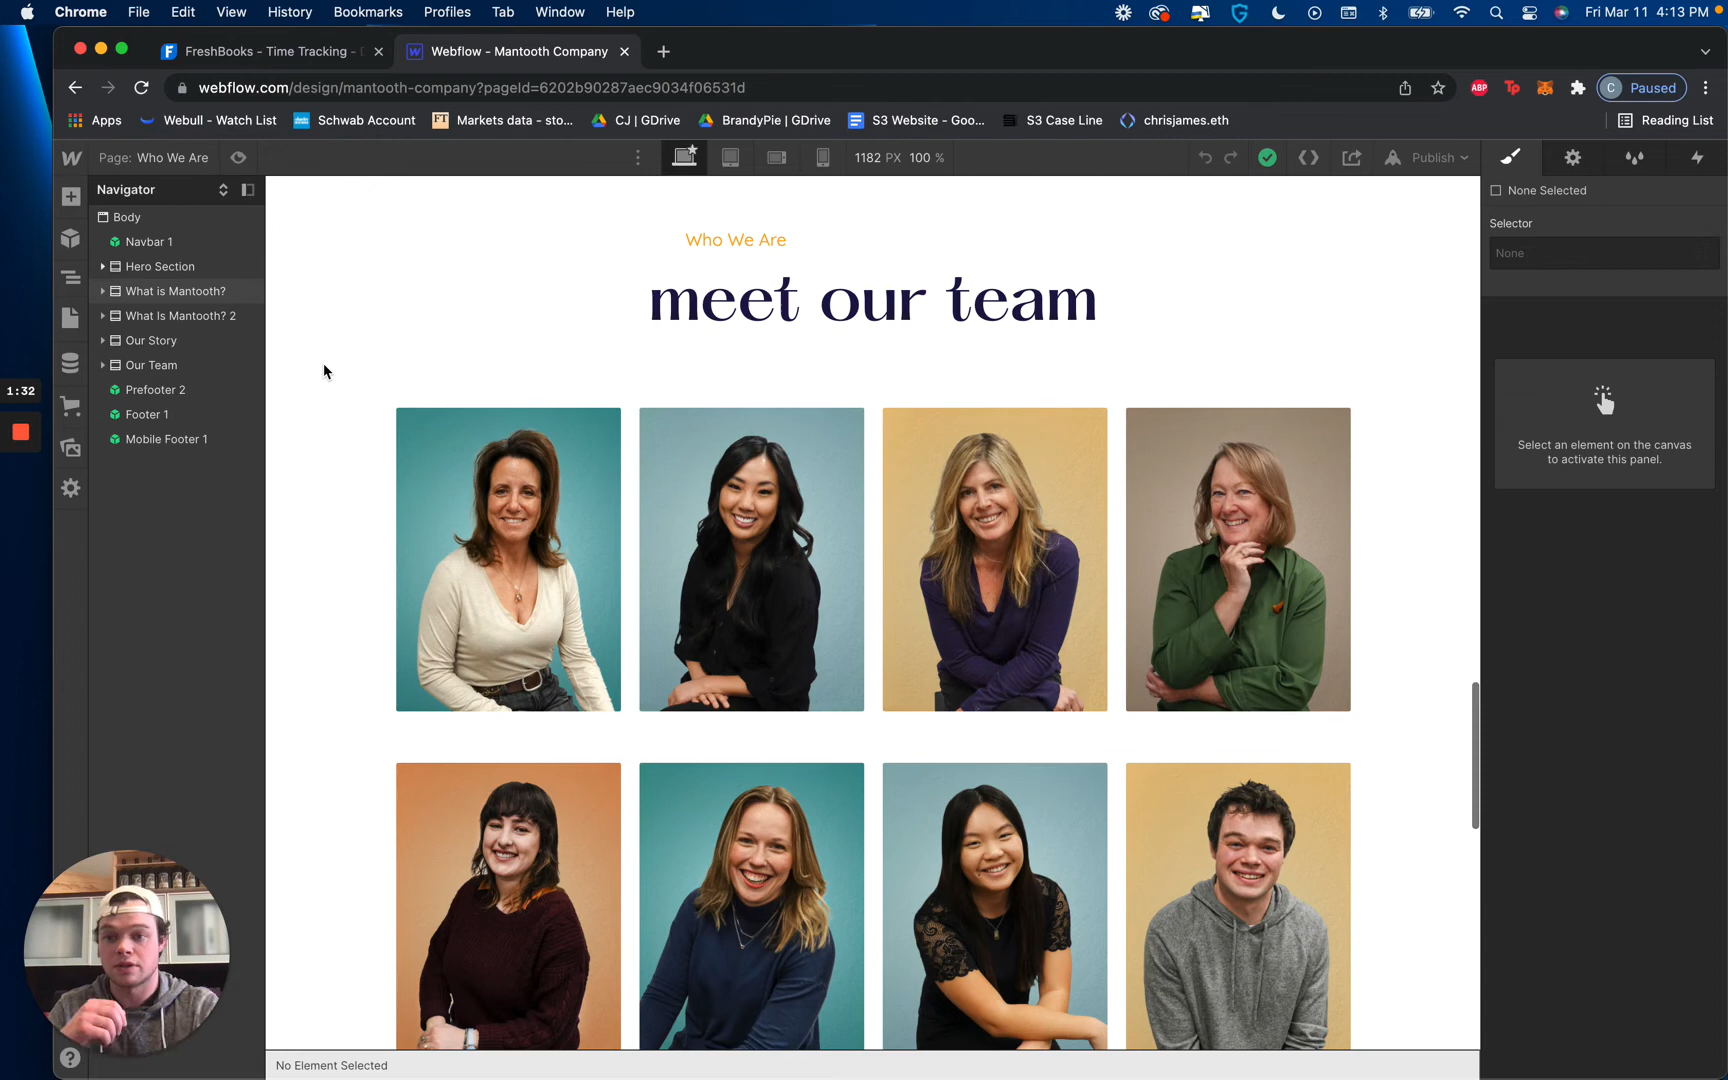 Chrome File Edit View History Bookmarks Profiles Tab Window Help Fri Mar 11 4:13 PM
FreshBooks - Time Tracking - Webflow - Mantooth Company
webflow.com/design/mantooth-company?pageId=6202b90287aec9034f06531d ABP Tp C Paused
Apps Webull - Watch List Schwab Account FT Markets data - sto... CJ | GDrive BrandyPie | GDrive S3 Website - Goo... S3 Case Line chrisjames.eth Reading List
Page: Who We Are 1182 PX 100 % Publish
Navigator
None Selected
Body
Selector
Navbar 1
None
Hero Section
What is Mantooth?
What Is Mantooth? 2
Our Story
Our Team
Prefooter 2
Footer 1
Mobile Footer 1
1:32
Who We Are
meet our team
Select an element on the canvas
to activate this panel.
No Element Selected